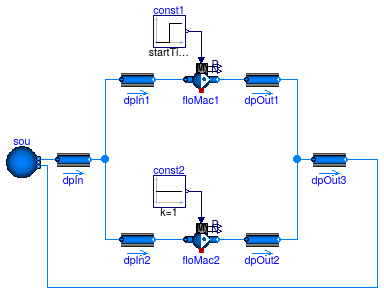 const1
startTi...
dpIn1
floMac1
dpOut1
sou
const2
dpIn
dpOut3
k=1
dpIn2
floMac2
dpOut2